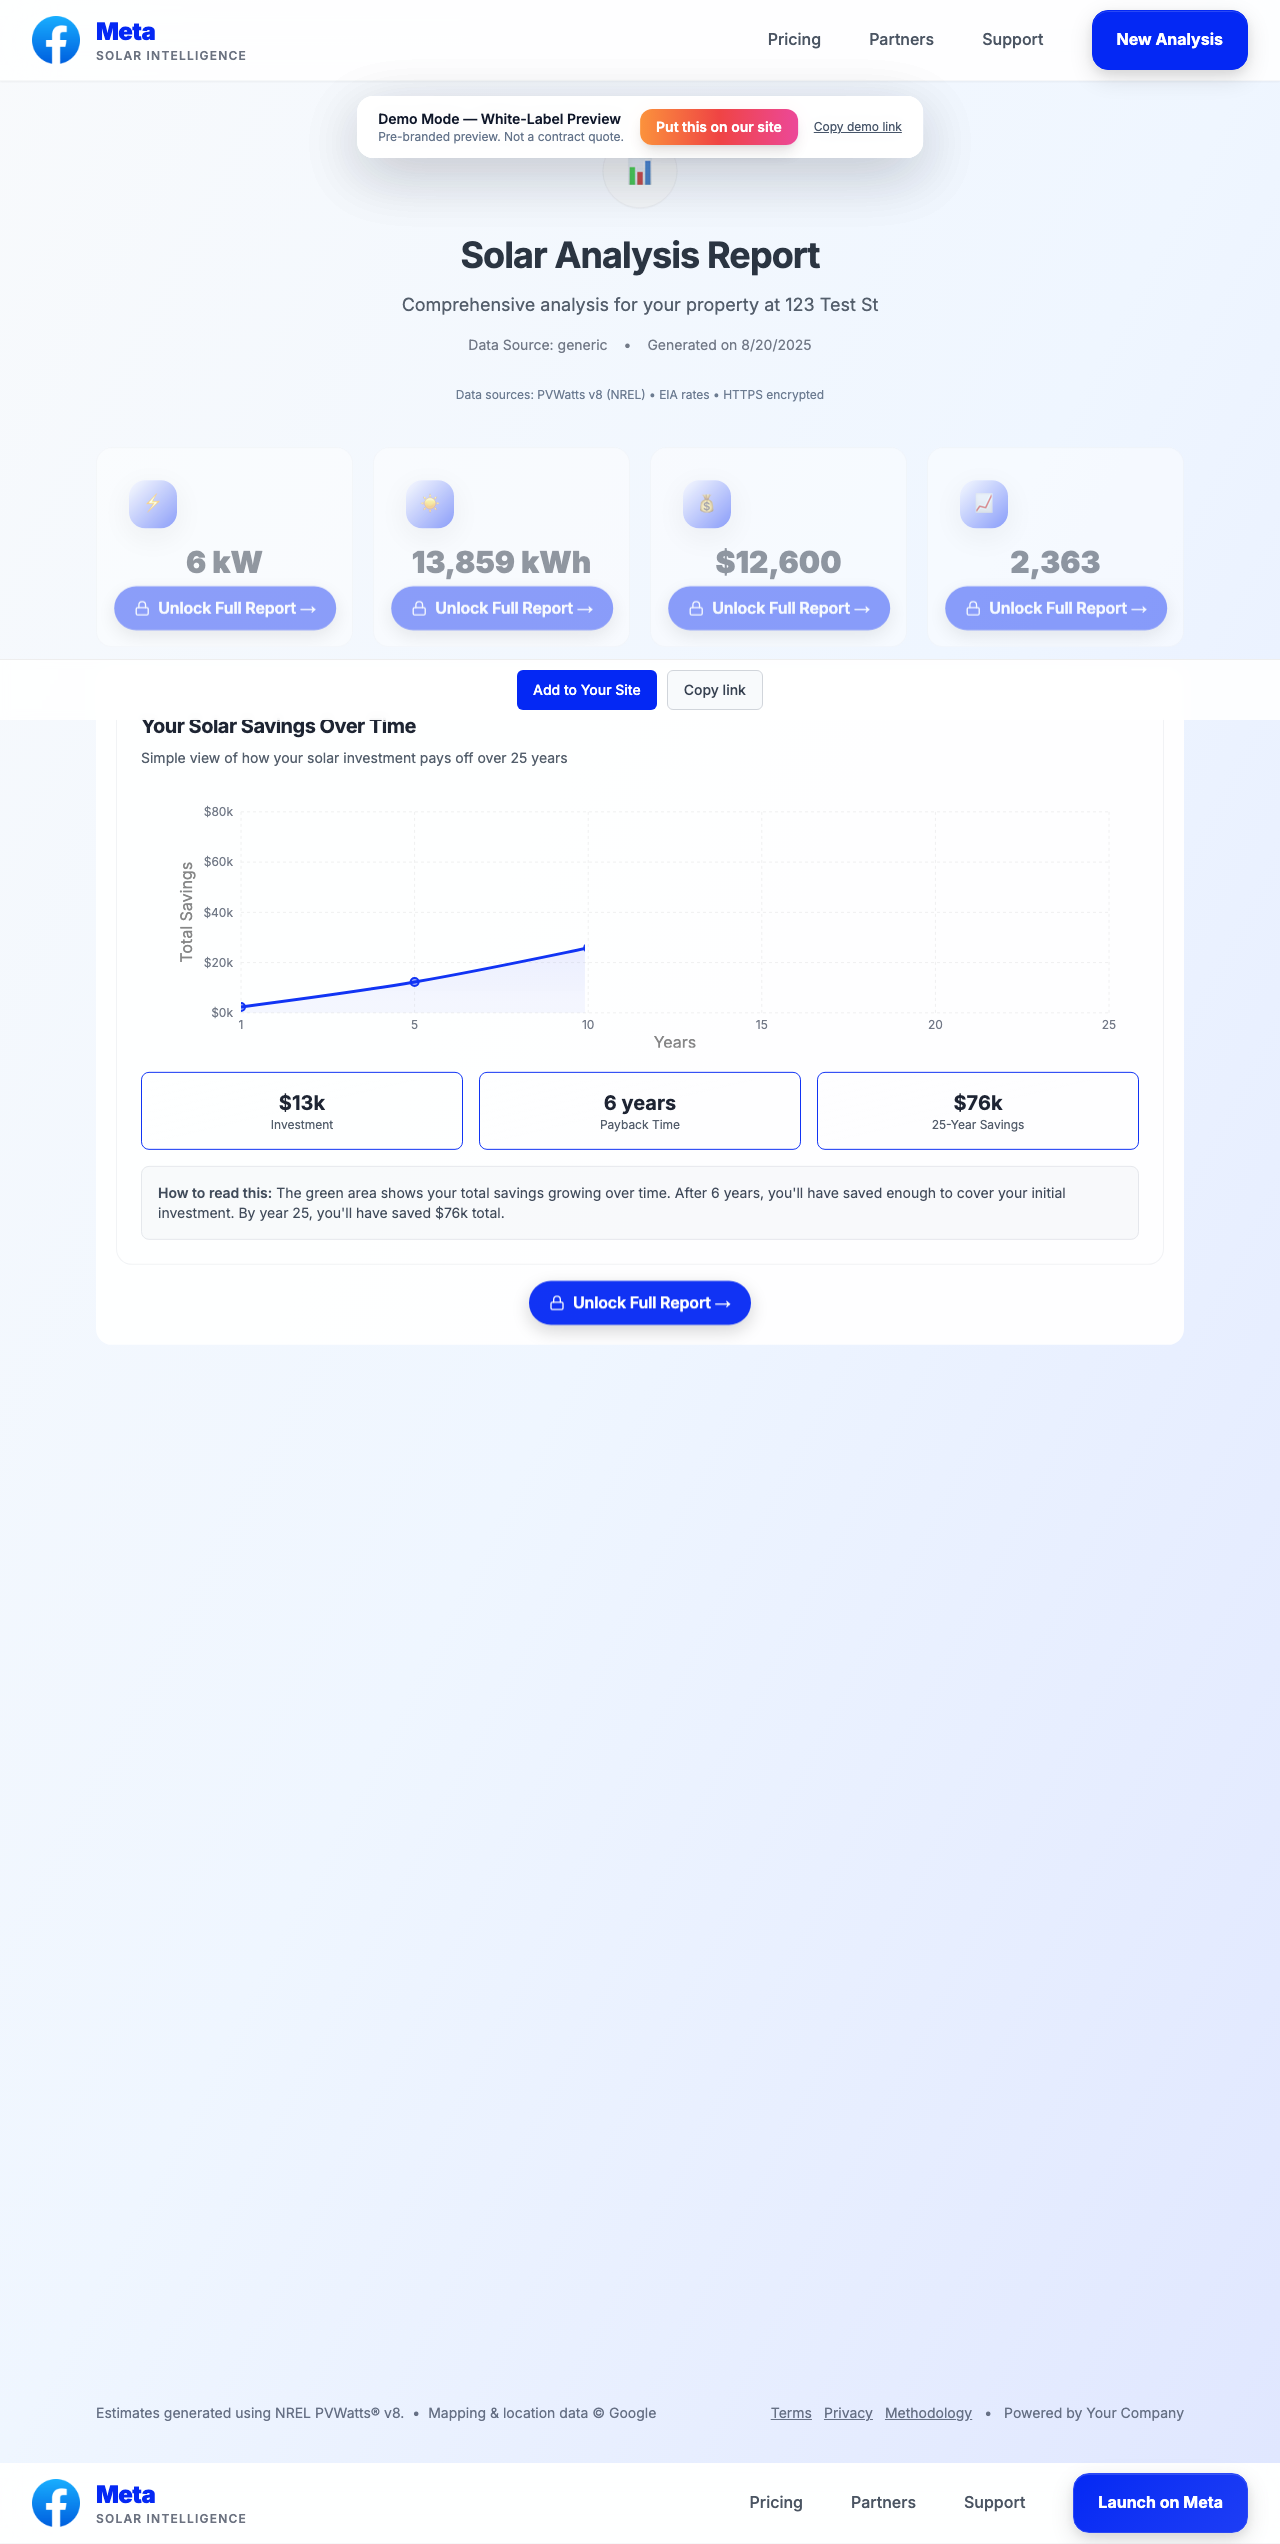 Meta
SOLAR INTELLIGENCE
Pricing
Partners
Support
New Analysis
Demo Mode — White-Label Preview
Pre-branded preview. Not a contract quote.
Put this on our site
Copy demo link
Solar Analysis Report
Comprehensive analysis for your property at 123 Test St
Data Source: generic • Generated on 8/20/2025
Data sources: PVWatts v8 (NREL) • EIA rates • HTTPS encrypted
6 kW
13,859 kWh
$12,600
2,363
Unlock Full Report →
Unlock Full Report →
Unlock Full Report →
Unlock Full Report →
Add to Your Site
Copy link
Your Solar Savings Over Time
Simple view of how your solar investment pays off over 25 years
$80k
$60k
$40k
$20k
$0k
Total Savings
1
5
10
15
20
25
Years
$13k
Investment
6 years
Payback Time
$76k
25-Year Savings
How to read this: The green area shows your total savings growing over time. After 6 years, you'll have saved enough to cover your initial
investment. By year 25, you'll have saved $76k total.
Unlock Full Report →
Estimates generated using NREL PVWatts® v8. • Mapping & location data © Google
Terms Privacy Methodology • Powered by Your Company
Meta
SOLAR INTELLIGENCE
Pricing
Partners
Support
Launch on Meta